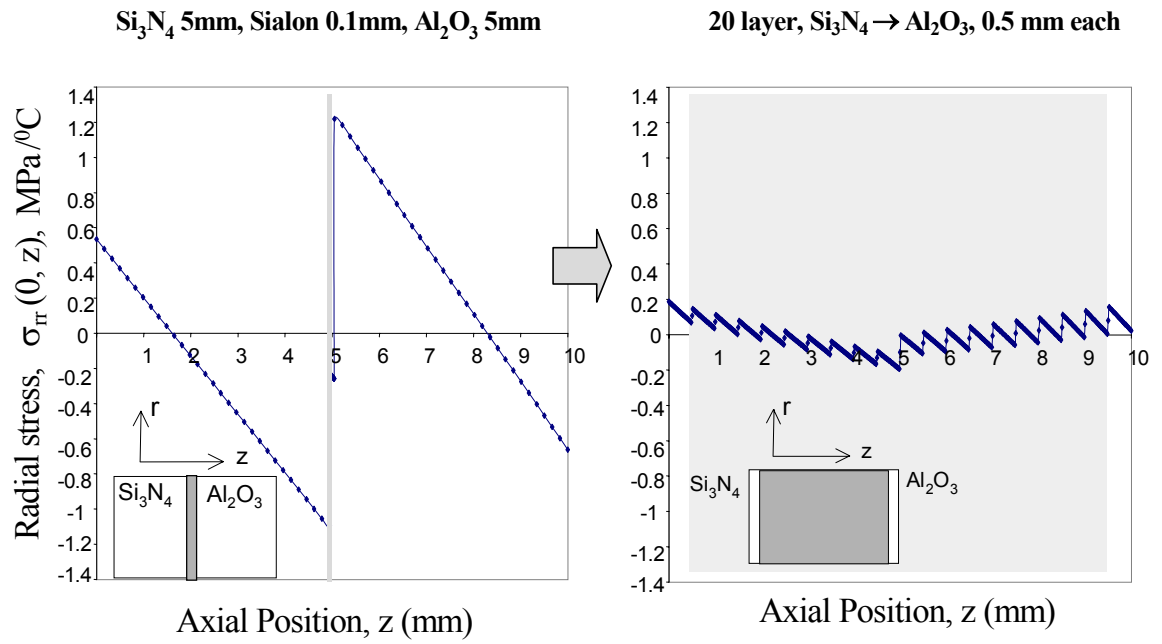 Si₃N₄ 5mm, Sialon 0.1mm, Al₂O₃ 5mm
20 layer, Si₃N₄ → Al₂O₃, 0.5 mm each
Radial stress, σrr (0, z), MPa/⁰C
1.4
1.2
1
0.8
0.6
0.4
0.2
0
-0.2
-0.4
-0.6
-0.8
-1
-1.2
-1.4
1 2 3 4 5 6 7 8 9 10
r
z
Si₃N₄
Al₂O₃
Axial Position, z (mm)
1.4
1.2
1
0.8
0.6
0.4
0.2
0
-0.2
-0.4
-0.6
-0.8
-1
-1.2
-1.4
1 2 3 4 5 6 7 8 9 10
r
z
Si₃N₄
Al₂O₃
Axial Position, z (mm)